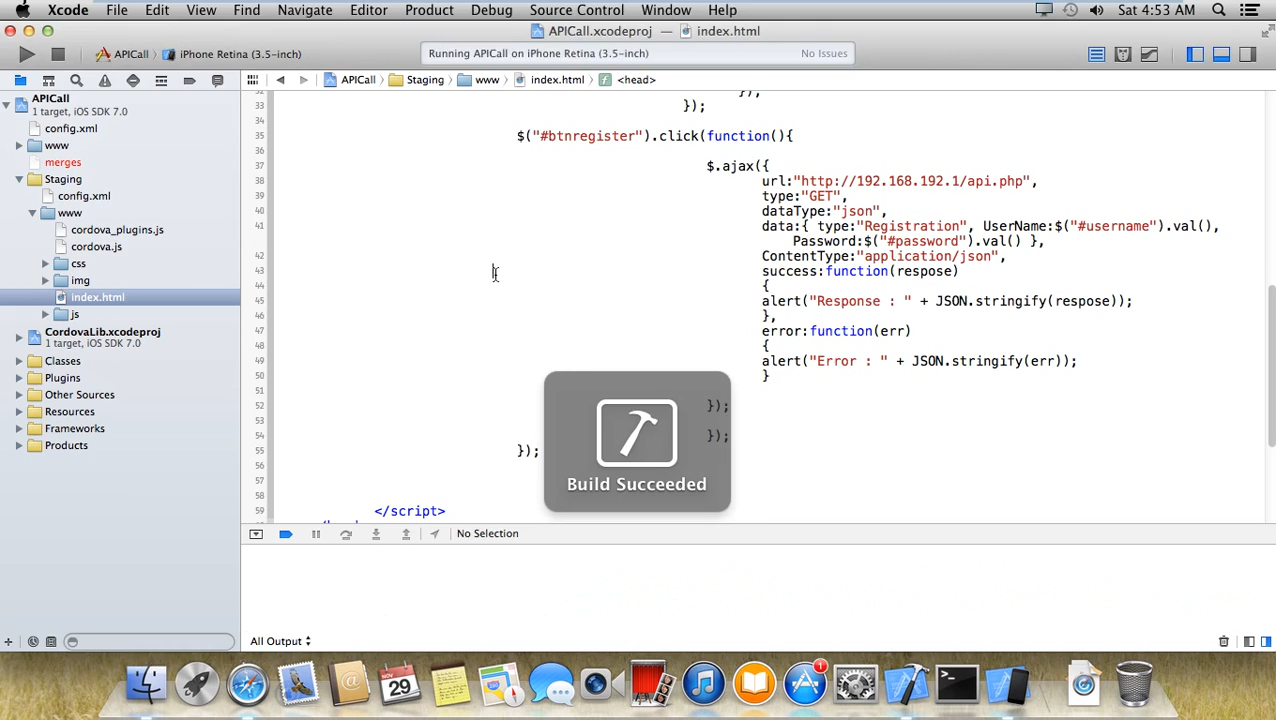 Xcode File Edit View Find Navigate Editor Product Debug Source Control Window Help Sat 4:53 AM
APICall.xcodeproj — index.html
APICall iPhone Retina (3.5-inch)
Running APICall on iPhone Retina (3.5-inch) No Issues
APICall Staging www index.html <head>
APICall
1 target, iOS SDK 7.0
config.xml
www
merges
Staging
config.xml
www
cordova_plugins.js
cordova.js
css
img
index.html
js
CordovaLib.xcodeproj
1 target, iOS SDK 7.0
Classes
Plugins
Other Sources
Resources
Frameworks
Products
32 });
33 });
34
35 $("#btnregister").click(function(){
36
37 $.ajax({
38 url:"http://192.168.192.1/api.php",
39 type:"GET",
40 dataType:"json",
41 data:{ type:"Registration", UserName:$("#username").val(),
Password:$("#password").val() },
42 ContentType:"application/json",
43 success:function(respose)
44 {
45 alert("Response : " + JSON.stringify(respose));
46 },
47 error:function(err)
48 {
49 alert("Error : " + JSON.stringify(err));
50 }
51
52 });
53
54 });
55 });
56
57
58
59 </script>
Build Succeeded
No Selection
All Output
NOV
29
1